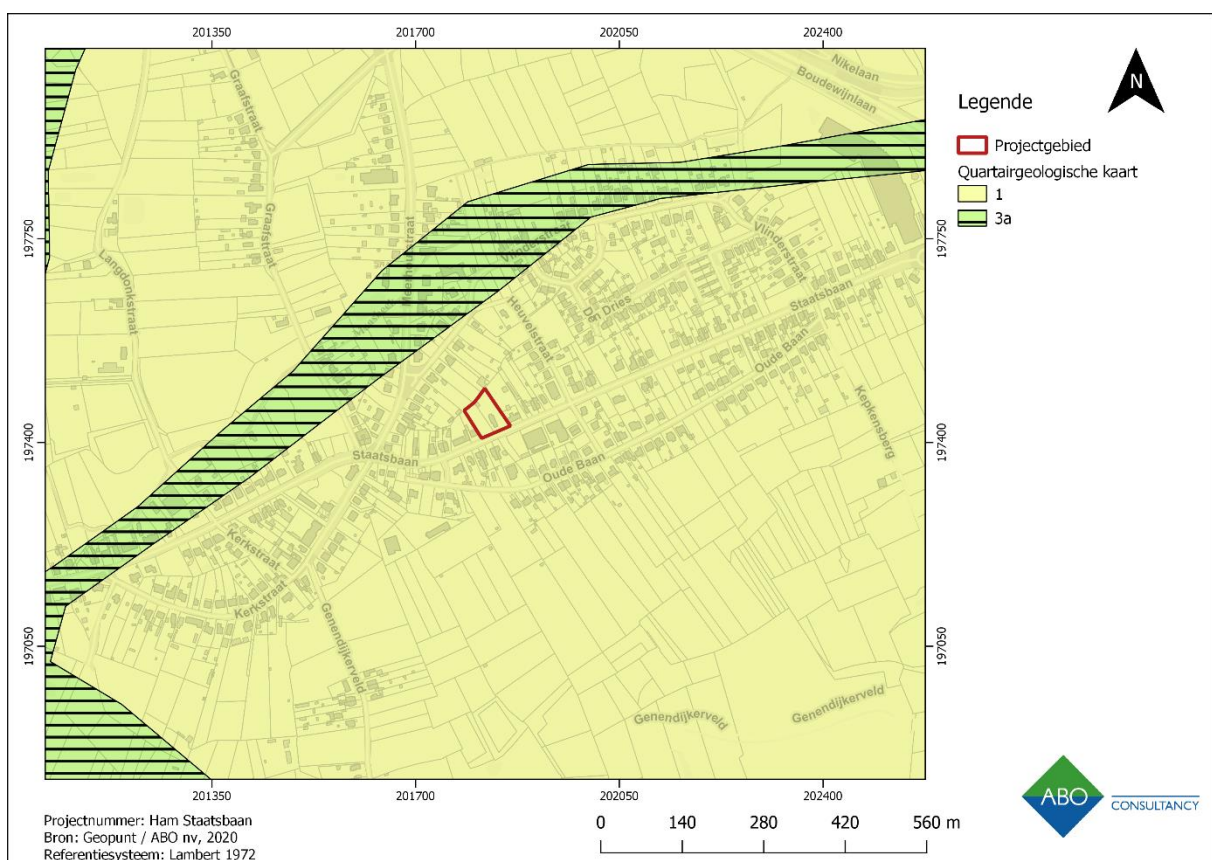 201350
201700
202050
202400
Nikelaan
Boudewijnlaan
Graafstraat
Graafstraat
Meerhoutstraat
Langdonkstraat
Vlinderstraat
Vlinderstraat
Heuvelstraat
Den Dries
Staatsbaan
Oude Baan
Kepkensberg
Staatsbaan
Oude Baan
Kerkstraat
Kerkstraat
Genendijkerveld
Genendijkerveld
Genendijkerveld
197750
197400
197050
197750
197400
197050
201350
201700
202050
202400
N
Legende
Projectgebied
Quartairgeologische kaart
1
3a
Projectnummer: Ham Staatsbaan
Bron: Geopunt / ABO nv, 2020
Referentiesysteem: Lambert 1972
0 140 280 420 560 m
ABO
CONSULTANCY